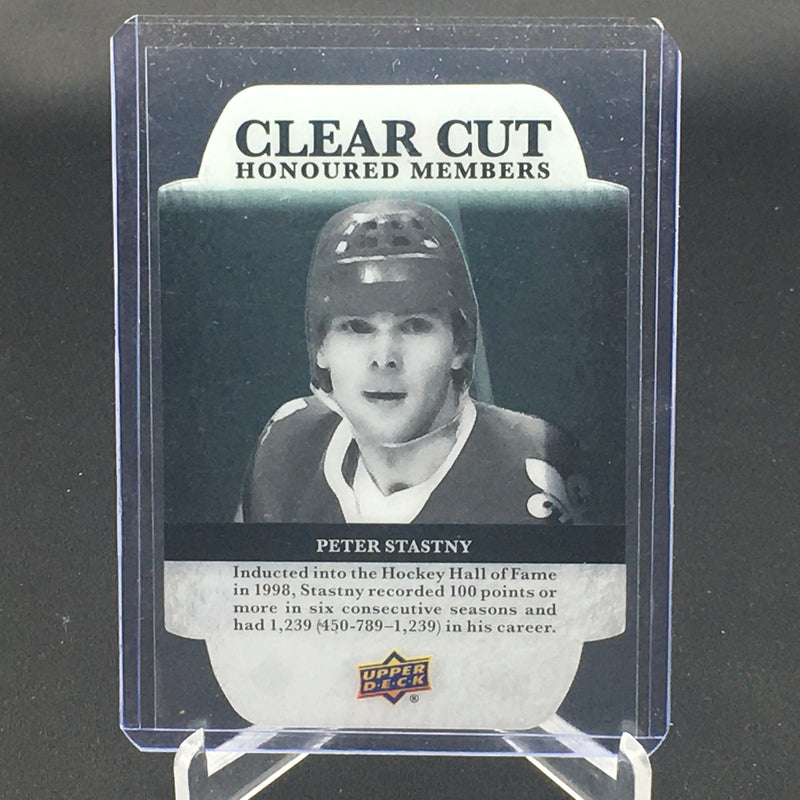 CLEAR CUT
HONOURED MEMBERS
PETER STASTNY
Inducted into the Hockey Hall of Fame
in 1998, Stastny recorded 100 points or
more in six consecutive seasons and
had 1,239 (450-789–1,239) in his career.
UPPER
D·E·C·K
®